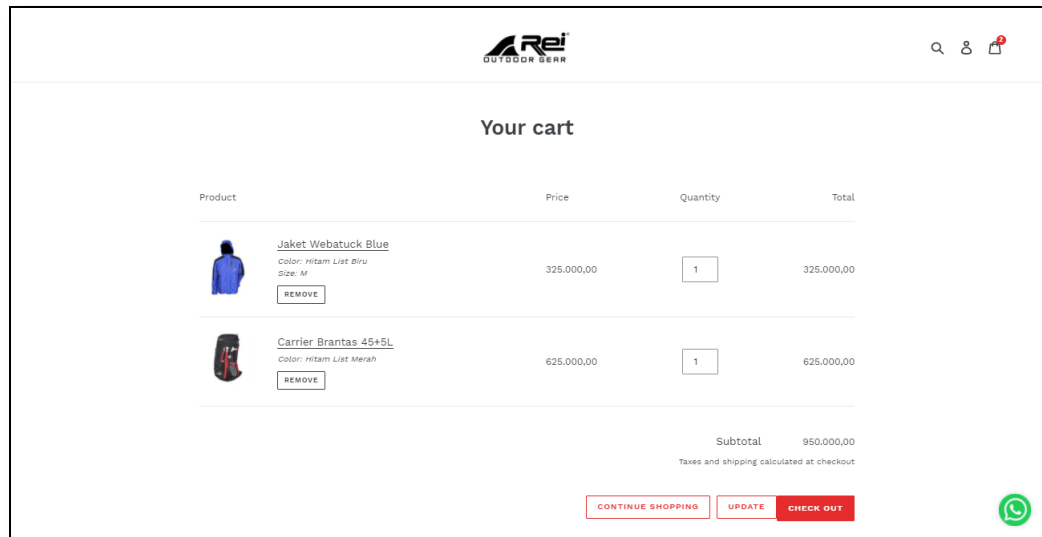 Rei
OUTDOOR GEAR
2
Your cart
Product Price Quantity Total
Jaket Webatuck Blue
Color: Hitam List Biru
Size: M
REMOVE
325.000,00 1 325.000,00
Carrier Brantas 45+5L
Color: Hitam List Merah
REMOVE
625.000,00 1 625.000,00
Subtotal 950.000,00
Taxes and shipping calculated at checkout
CONTINUE SHOPPING UPDATE CHECK OUT